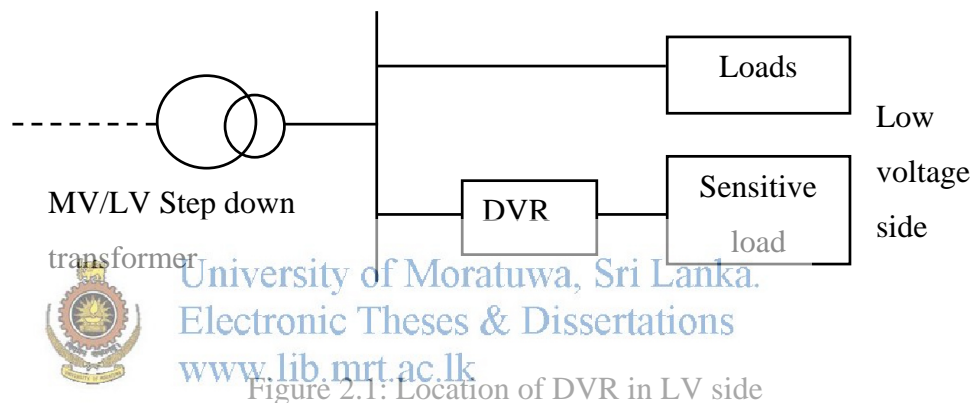 Loads
Low
voltage
side
MV/LV Step down
transformer
DVR
Sensitive
load
University of Moratuwa, Sri Lanka.
Electronic Theses & Dissertations
www.lib.mrt.ac.lk
Figure 2.1: Location of DVR in LV side